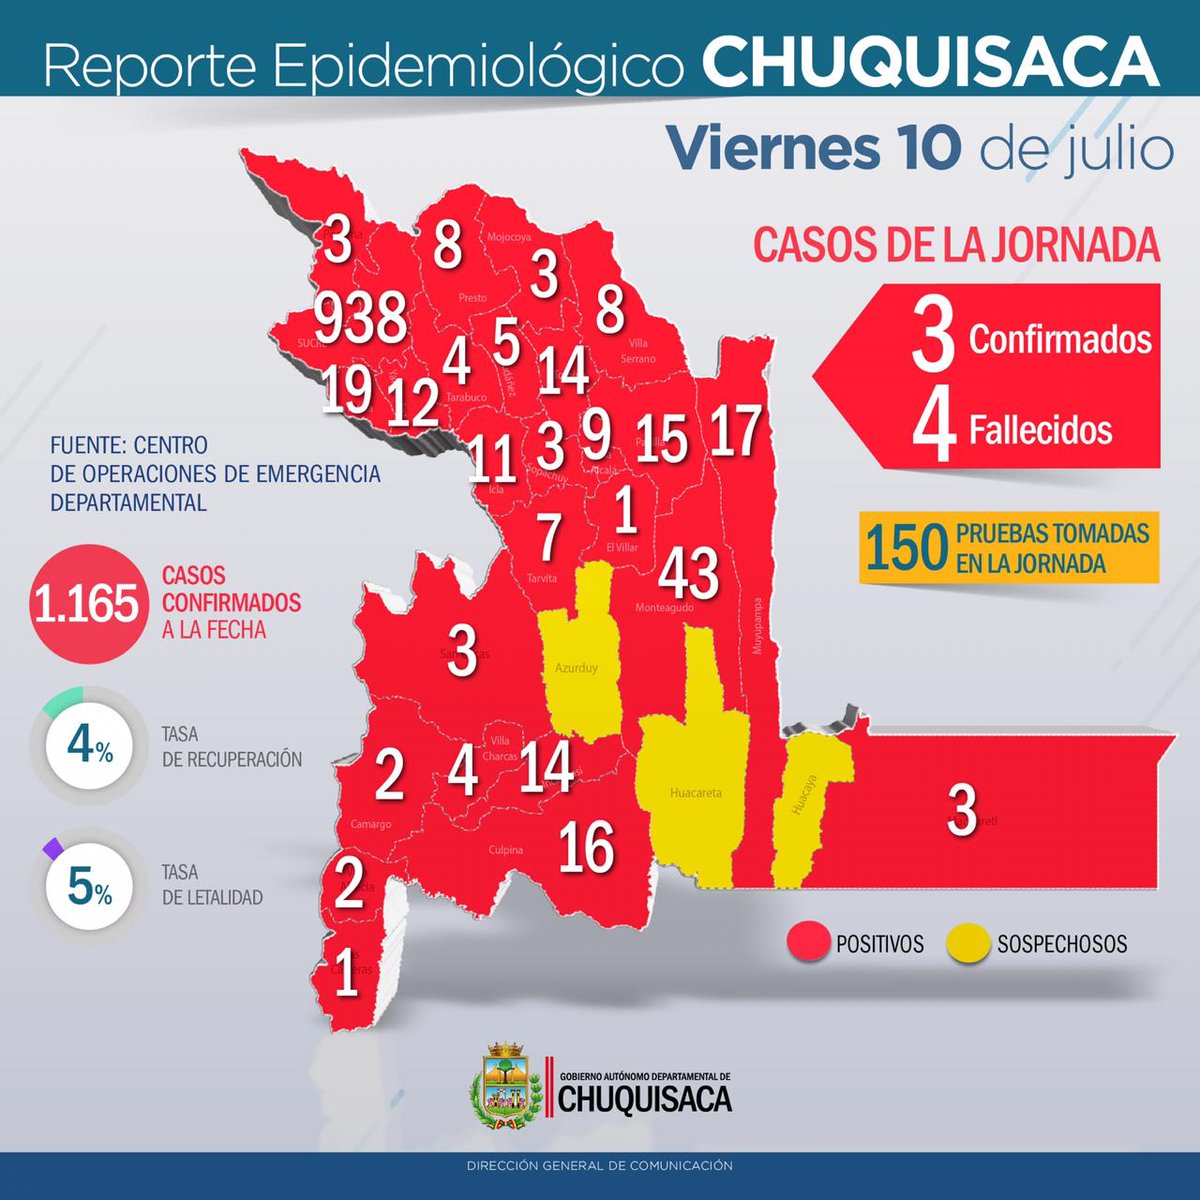 Reporte Epidemiológico CHUQUISACA
Viernes 10 de julio
CASOS DE LA JORNADA
3 Confirmados
4 Fallecidos
150 PRUEBAS TOMADAS
EN LA JORNADA
FUENTE: CENTRO
DE OPERACIONES DE EMERGENCIA
DEPARTAMENTAL
1.165
CASOS
CONFIRMADOS
A LA FECHA
4%
TASA
DE RECUPERACIÓN
5%
TASA
DE LETALIDAD
3
8
Mojocoya
3
Presto
938
8
Villa
Serrano
5
4
14
19
12
Tarabuco
9
3
15
17
11
Sopachuy
Alcalá
Icla
1
7
El Villar
43
Tarvita
Monteagudo
Muyupampa
3
Azurduy
Villa
Charcas
2
4
14
Huacareta
Huacaya
3
Camargo
Culpina
16
2
1
POSITIVOS
SOSPECHOSOS
GOBIERNO AUTÓNOMO DEPARTAMENTAL DE
CHUQUISACA
DIRECCIÓN GENERAL DE COMUNICACIÓN